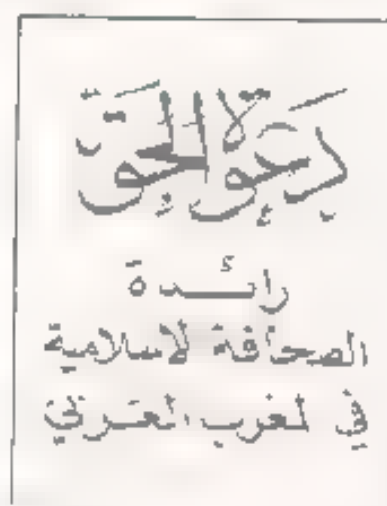 دعوة الحق
رائدة
الصحافة الإسلامية
في المغرب العربي